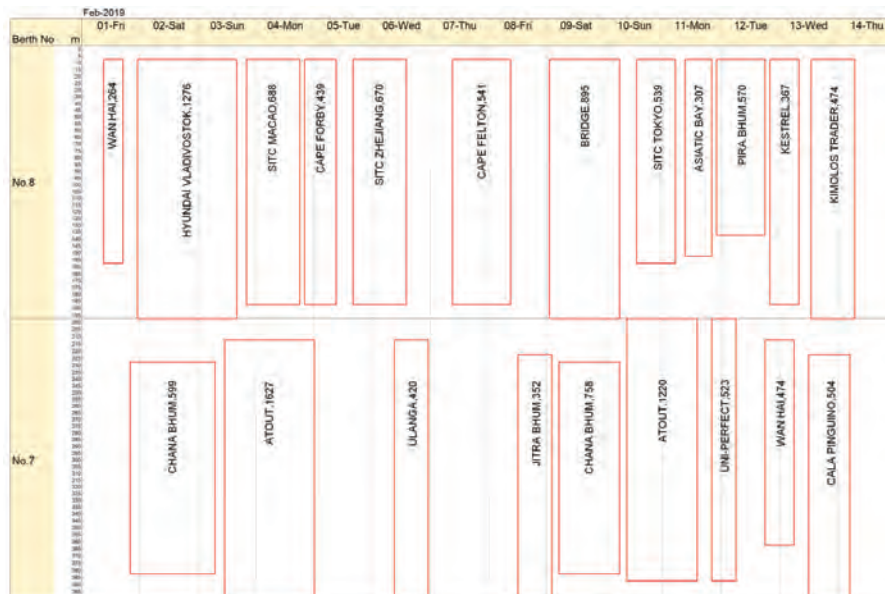 Feb-2019
Berth No m 01-Fri 02-Sat 03-Sun 04-Mon 05-Tue 06-Wed 07-Thu 08-Fri 09-Sat 10-Sun 11-Mon 12-Tue 13-Wed 14-Thu
No.8
WAN HAI,264
HYUNDAI VLADIVOSTOK,1276
SITC MACAO,688
CAPE FORBY,439
SITC ZHEJIANG,670
CAPE FELTON,541
BRIDGE,895
SITC TOKYO,539
ASIATIC BAY,307
PIRA BHUM,570
KESTREL,367
KIMOLOS TRADER,474
No.7
CHANA BHUM,599
ATOUT,1627
ULANGA,420
JITRA BHUM,352
CHANA BHUM,758
ATOUT,1220
UNI-PERFECT,523
WAN HAI,474
CALA PINGUINO,504